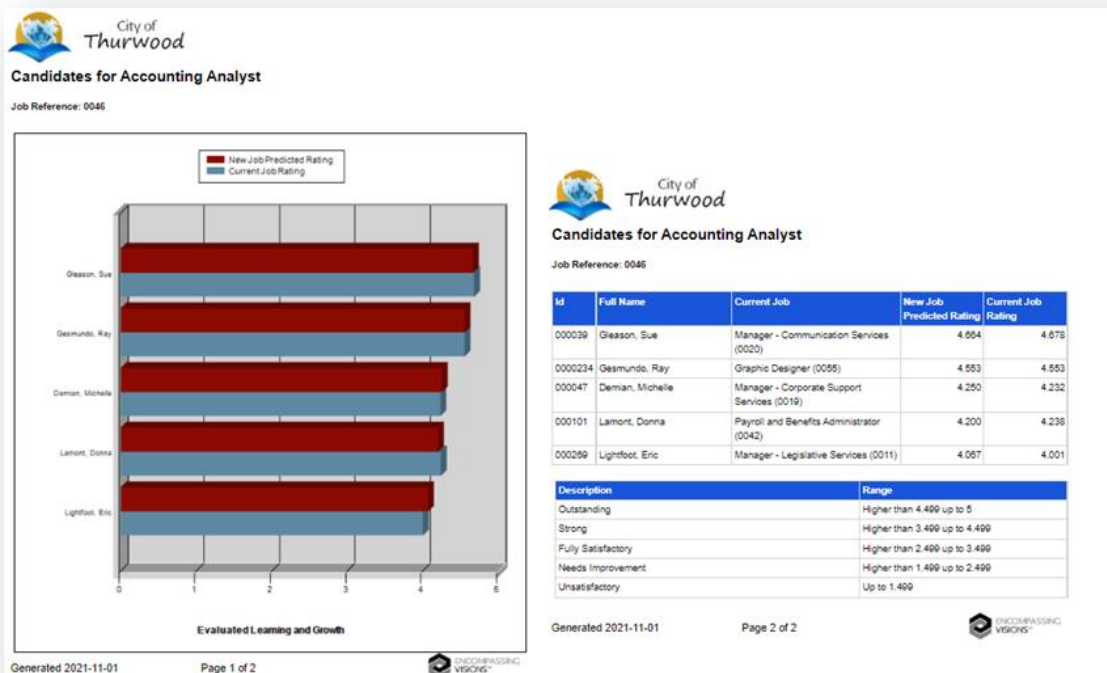 City of
Thurwood
Candidates for Accounting Analyst
Job Reference: 0046
New Job Predicted Rating
Current Job Rating
Gleason, Sue
Gesmundo, Ray
Demian, Michelle
Lamont, Donna
Lightfoot, Eric
0 1 2 3 4 5
Evaluated Learning and Growth
Generated 2021-11-01 Page 1 of 2 ENCOMPASSING
VISIONS
City of
Thurwood
Candidates for Accounting Analyst
Job Reference: 0046
Id Full Name Current Job New Job Current Job
Predicted Rating Rating
000039 Gleason, Sue Manager - Communication Services 4.664 4.678
(0020)
0000234 Gesmundo, Ray Graphic Designer (0055) 4.553 4.553
000047 Demian, Michelle Manager - Corporate Support 4.250 4.232
Services (0019)
000101 Lamont, Donna Payroll and Benefits Administrator 4.200 4.238
(0042)
000269 Lightfoot, Eric Manager - Legislative Services (0011) 4.067 4.001
Description Range
Outstanding Higher than 4.499 up to 5
Strong Higher than 3.499 up to 4.499
Fully Satisfactory Higher than 2.499 up to 3.499
Needs Improvement Higher than 1.499 up to 2.499
Unsatisfactory Up to 1.499
Generated 2021-11-01 Page 2 of 2 ENCOMPASSING
VISIONS